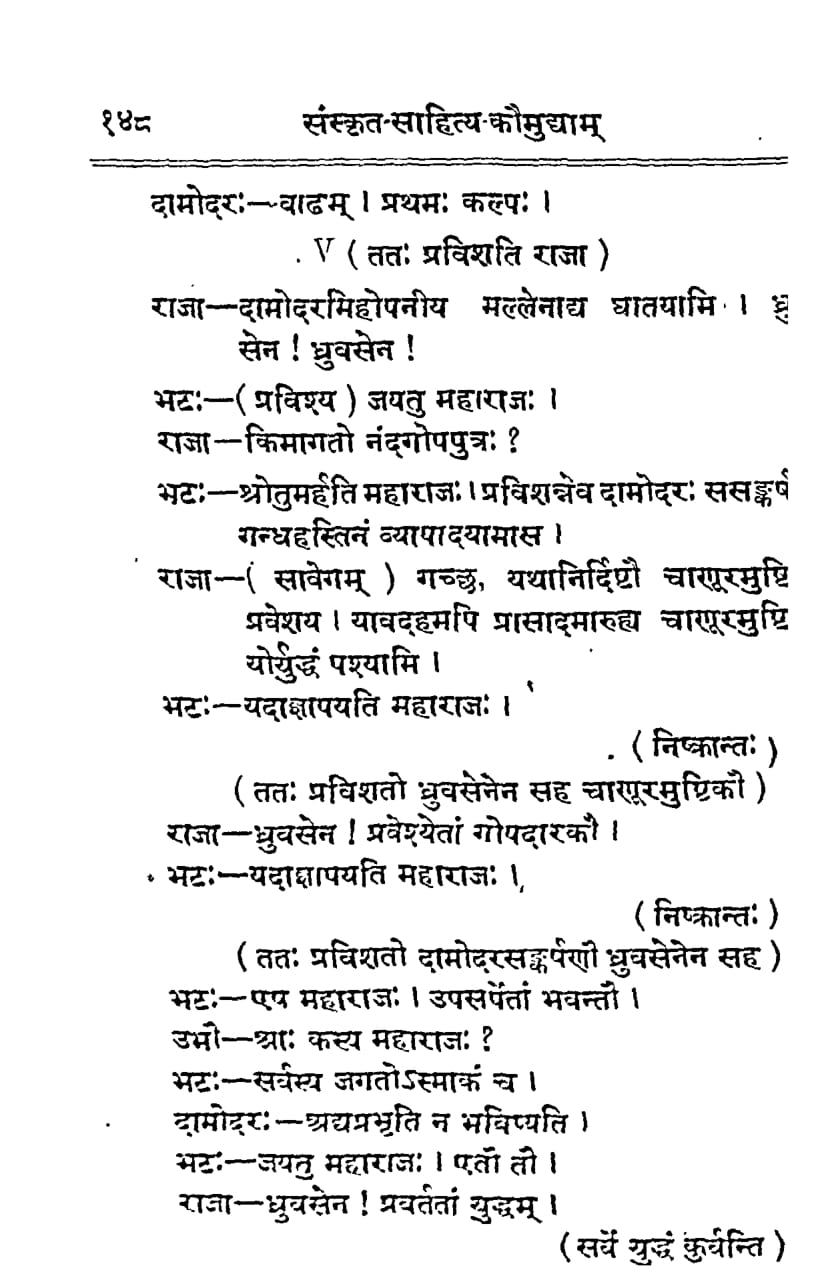 १४८ संस्कृत-साहित्य-कौमुद्याम्
दामोदरः—वाढम् । प्रथमः कल्पः ।
V ( ततः प्रविशति राजा )
राजा—दामोदरमिहोपनीय मल्लेनाद्य घातयामि । ध्रु
सेन ! ध्रुवसेन !
भटः—( प्रविश्य ) जयतु महाराजः ।
राजा—किमागतो नंदगोपपुत्रः ?
भटः—श्रोतुमर्हति महाराजः । प्रविशन्नेव दामोदरः ससङ्कर्ष
गन्धहस्तिनं व्यापादयामास ।
राजा—( सावेगम् ) गच्छ, यथानिर्दिष्टौ चाणूरमुष्टि
प्रवेशय । यावदहमपि प्रासादमारुह्य चाणूरमुष्टि
योर्युद्धं पश्यामि ।
भटः—यदाज्ञापयति महाराजः ।
( निष्क्रान्तः )
( ततः प्रविशतो ध्रुवसेनेन सह चाणूरमुष्टिकौ )
राजा—ध्रुवसेन ! प्रवेश्येतां गोपदारकौ ।
भटः—यदाज्ञापयति महाराजः ।
( निष्क्रान्तः )
( ततः प्रविशतो दामोदरसङ्कर्षणौ ध्रुवसेनेन सह )
भटः—एष महाराजः । उपसर्पेतां भवन्तौ ।
उभौ—आः कस्य महाराजः ?
भटः—सर्वस्य जगतोऽस्माकं च ।
दामोदरः—अद्यप्रभृति न भविष्यति ।
भटः—जयतु महाराजः । एतौ तौ ।
राजा—ध्रुवसेन ! प्रवर्ततां युद्धम् ।
( सर्वे युद्धं कुर्वन्ति )